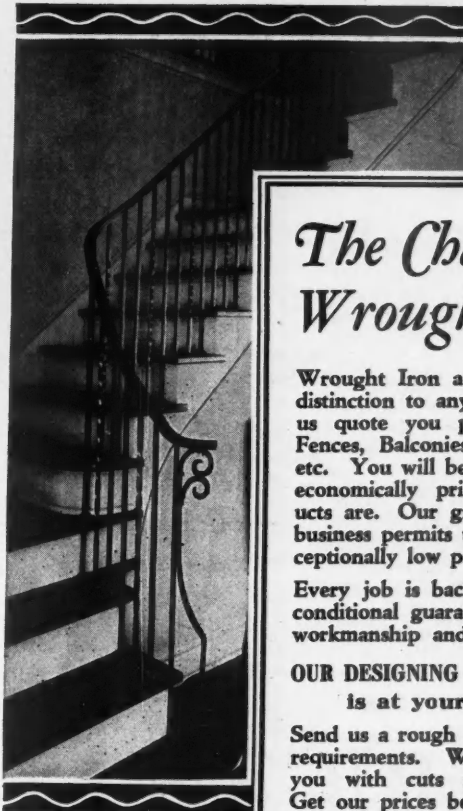 The Cha
Wrough
Wrought Iron a
distinction to any
us quote you p
Fences, Balconies
etc. You will be
economically pri
ucts are. Our g
business permits
ceptionally low p
Every job is bac
conditional guara
workmanship and
OUR DESIGNING
is at your
Send us a rough
requirements. W
you with cuts
Get our prices be